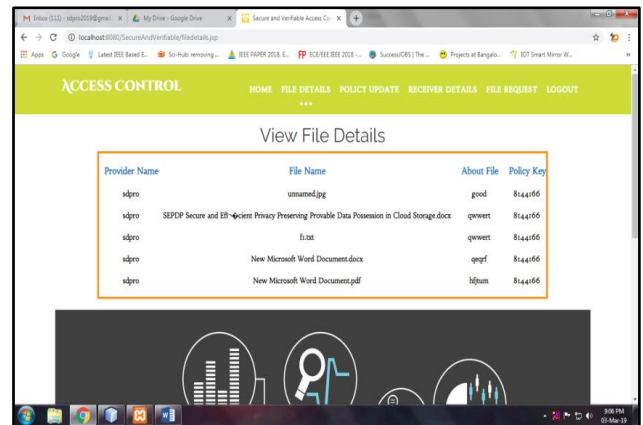 Inbox (111) - sdpro2019@gmail. x My Drive - Google Drive x Secure and Verifiable Access Con x
localhost:8080/SecureAndVerifiable/filedetails.jsp
Apps Google Latest IEEE Based E... Sci-Hub removing ... IEEE PAPER 2018, E... ECE/EEE IEEE 2018 -... SuccessJOBS | The ... Projects at Bangalo... IOT Smart Mirror W... »
ACCESS CONTROL HOME FILE DETAILS POLICY UPDATE RECEIVER DETAILS FILE REQUEST LOGOUT
View File Details
Provider Name File Name About File Policy Key
sdpro unnamed.jpg good 8144166
sdpro SEPDP Secure and Eﬃ¬�cient Privacy Preserving Provable Data Possession in Cloud Storage.docx qwwert 8144166
sdpro f1.txt qwwert 8144166
sdpro New Microsoft Word Document.docx qeqrf 8144166
sdpro New Microsoft Word Document.pdf hfjtum 8144166
9:06 PM
03-Mar-19